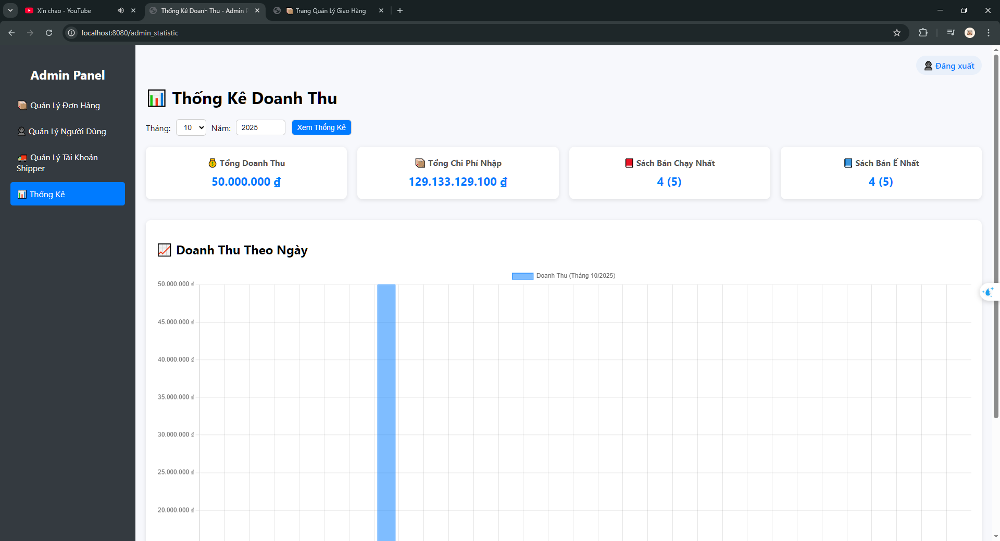 Xin chao - YouTube
Thống Kê Doanh Thu - Admin P
Trang Quản Lý Giao Hàng
localhost:8080/admin_statistic
Admin Panel
Quản Lý Đơn Hàng
Quản Lý Người Dùng
Quản Lý Tài Khoản
Shipper
Thống Kê
Đăng xuất
Thống Kê Doanh Thu
Tháng: 10 Năm: 2025 Xem Thống Kê
Tổng Doanh Thu
50.000.000 ₫
Tổng Chi Phí Nhập
129.133.129.100 ₫
Sách Bán Chạy Nhất
4 (5)
Sách Bán Ế Nhất
4 (5)
Doanh Thu Theo Ngày
Doanh Thu (Tháng 10/2025)
50.000.000 ₫
45.000.000 ₫
40.000.000 ₫
35.000.000 ₫
30.000.000 ₫
25.000.000 ₫
20.000.000 ₫